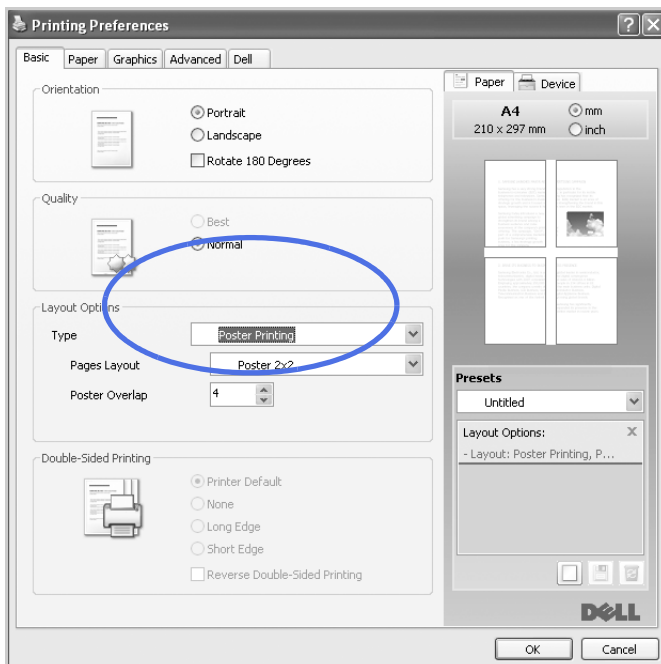 Printing Preferences
Basic Paper Graphics Advanced Dell
Orientation
Portrait
Landscape
Rotate 180 Degrees
Quality
Best
Normal
Layout Options
Type Poster Printing
Pages Layout Poster 2x2
Poster Overlap 4
Double-Sided Printing
Printer Default
None
Long Edge
Short Edge
Reverse Double-Sided Printing
Paper Device
A4 mm
210 x 297 mm inch
Presets
Untitled
Layout Options:
- Layout: Poster Printing, P...
DELL
OK Cancel